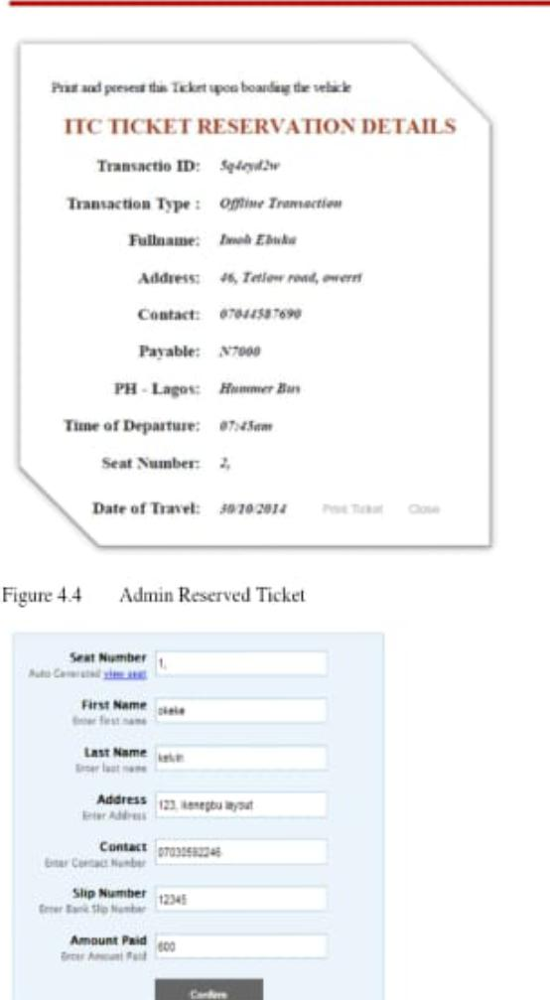 Print and present this Ticket upon boarding the vehicle
ITC TICKET RESERVATION DETAILS
Transactio ID: 5q4eyd2w
Transaction Type : Offline Transaction
Fullname: Imoh Ebuka
Address: 46, Tetlow road, owerri
Contact: 07044587690
Payable: N7000
PH - Lagos: Hummer Bus
Time of Departure: 07:45am
Seat Number: 2,
Date of Travel: 30/10/2014 Print Ticket Close
Figure 4.4 Admin Reserved Ticket
Seat Number 1,
Auto Generated view seat
First Name okeke
Enter first name
Last Name kelvin
Enter last name
Address 123, ikenegbu layout
Enter Address
Contact 07030592246
Enter Contact Number
Slip Number 12345
Enter Bank Slip Number
Amount Paid 600
Enter Amount Paid
Confirm